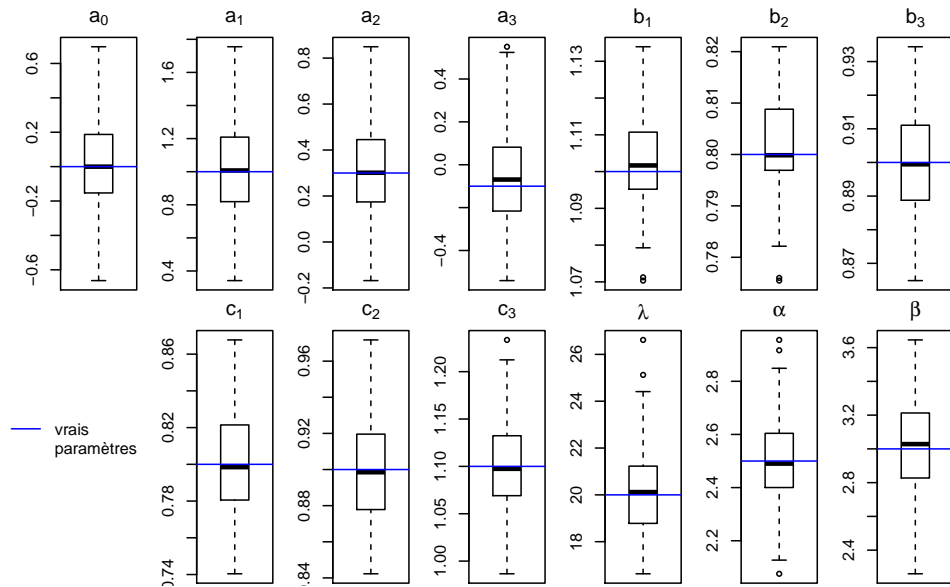 a0 a1 a2 a3 b1 b2 b3
−0.6 −0.2 0.2 0.6
0.4 0.8 1.2 1.6
−0.2 0.0 0.2 0.4 0.6 0.8
−0.4 0.0 0.2 0.4
1.07 1.09 1.11 1.13
0.78 0.79 0.80 0.81 0.82
0.87 0.89 0.91 0.93
c1 c2 c3 λ α β
vrais
paramètres
0.74 0.78 0.82 0.86
0.84 0.88 0.92 0.96
1.00 1.05 1.10 1.15 1.20
18 20 22 24 26
2.2 2.4 2.6 2.8
2.4 2.8 3.2 3.6